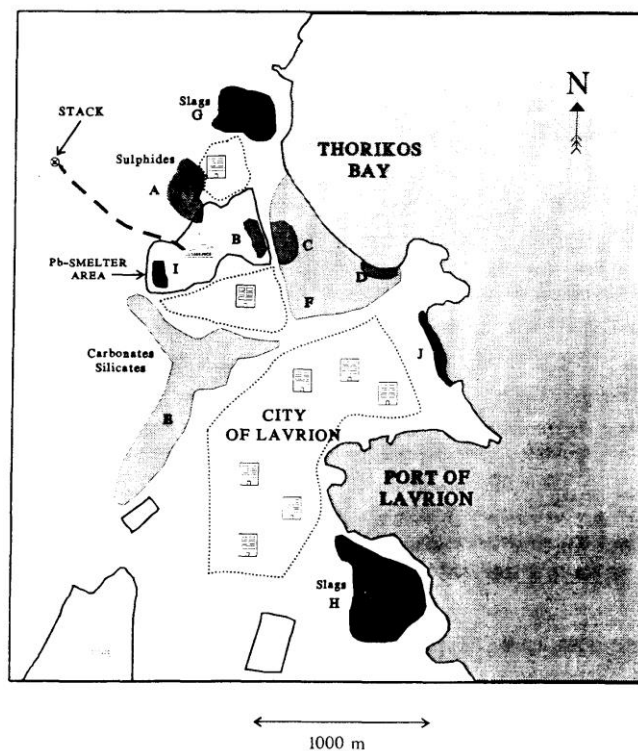 STACK
Slags
G
N
THORIKOS
BAY
Sulphides
A
B
C
Pb-SMELTER
AREA
I
D
F
J
Carbonates
Silicates
E
CITY
OF LAVRION
PORT OF
LAVRION
Slags
H
1000 m